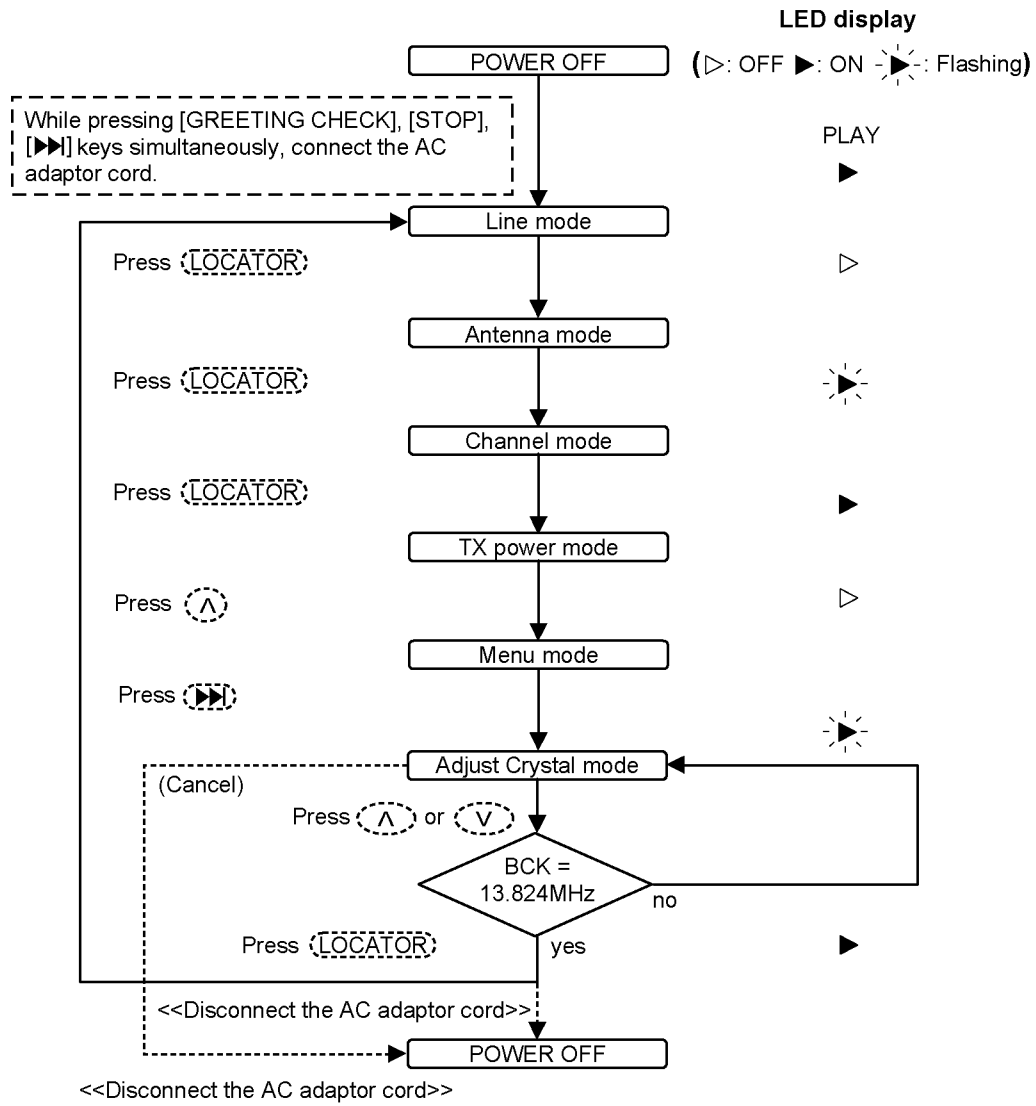 LED display
POWER OFF
(▷: OFF ▶: ON ▶: Flashing)
While pressing [GREETING CHECK], [STOP],
[▶▶|] keys simultaneously, connect the AC
adaptor cord.
PLAY
Line mode
Press LOCATOR
Antenna mode
Press LOCATOR
Channel mode
Press LOCATOR
TX power mode
Press ∧
Menu mode
Press ▶▶|
Adjust Crystal mode
(Cancel)
Press ∧ or ∨
BCK =
13.824MHz
no
Press LOCATOR
yes
<<Disconnect the AC adaptor cord>>
POWER OFF
<<Disconnect the AC adaptor cord>>